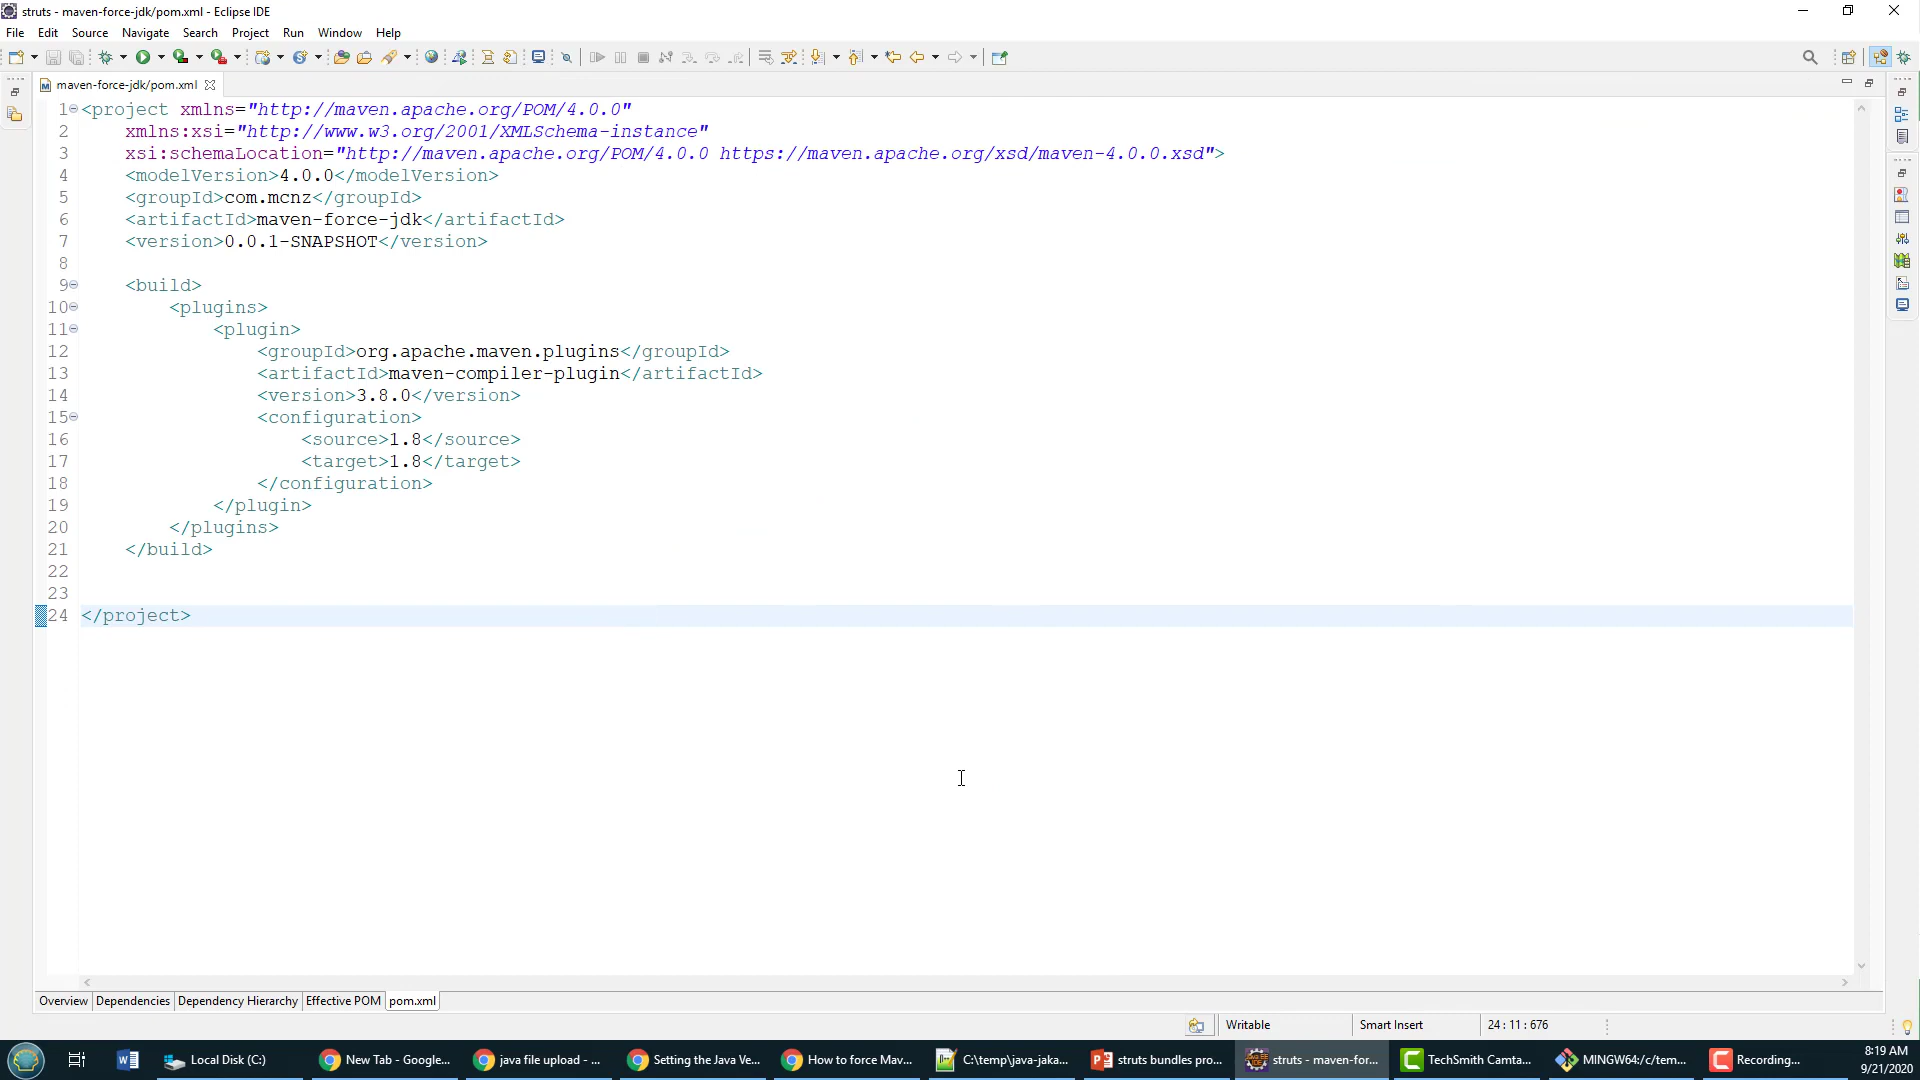 struts - maven-force-jdk/pom.xml - Eclipse IDE
File Edit Source Navigate Search Project Run Window Help
maven-force-jdk/pom.xml
1 <project xmlns="http://maven.apache.org/POM/4.0.0"
2 xmlns:xsi="http://www.w3.org/2001/XMLSchema-instance"
3 xsi:schemaLocation="http://maven.apache.org/POM/4.0.0 https://maven.apache.org/xsd/maven-4.0.0.xsd">
4 <modelVersion>4.0.0</modelVersion>
5 <groupId>com.mcnz</groupId>
6 <artifactId>maven-force-jdk</artifactId>
7 <version>0.0.1-SNAPSHOT</version>
8
9 <build>
10 <plugins>
11 <plugin>
12 <groupId>org.apache.maven.plugins</groupId>
13 <artifactId>maven-compiler-plugin</artifactId>
14 <version>3.8.0</version>
15 <configuration>
16 <source>1.8</source>
17 <target>1.8</target>
18 </configuration>
19 </plugin>
20 </plugins>
21 </build>
22
23
24 </project>
Overview Dependencies Dependency Hierarchy Effective POM pom.xml
Writable Smart Insert 24 : 11 : 676
Local Disk (C:) New Tab - Google... java file upload - ... Setting the Java Ve... How to force Mav... C:\temp\java-jaka... struts bundles pro... struts - maven-for... TechSmith Camta... MINGW64:/c/tem... Recording... 8:19 AM
9/21/2020